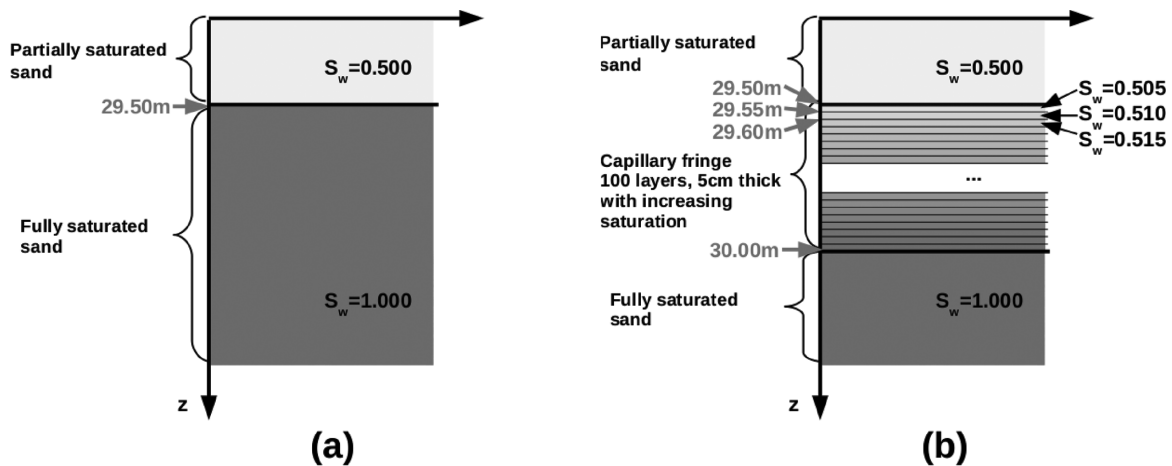 Partially saturated
sand
S_w=0.500
29.50m
Fully saturated
sand
S_w=1.000
z
(a)
Partially saturated
sand
S_w=0.500
29.50m
29.55m
29.60m
S_w=0.505
S_w=0.510
S_w=0.515
Capillary fringe
100 layers, 5cm thick
with increasing
saturation
...
30.00m
Fully saturated
sand
S_w=1.000
z
(b)